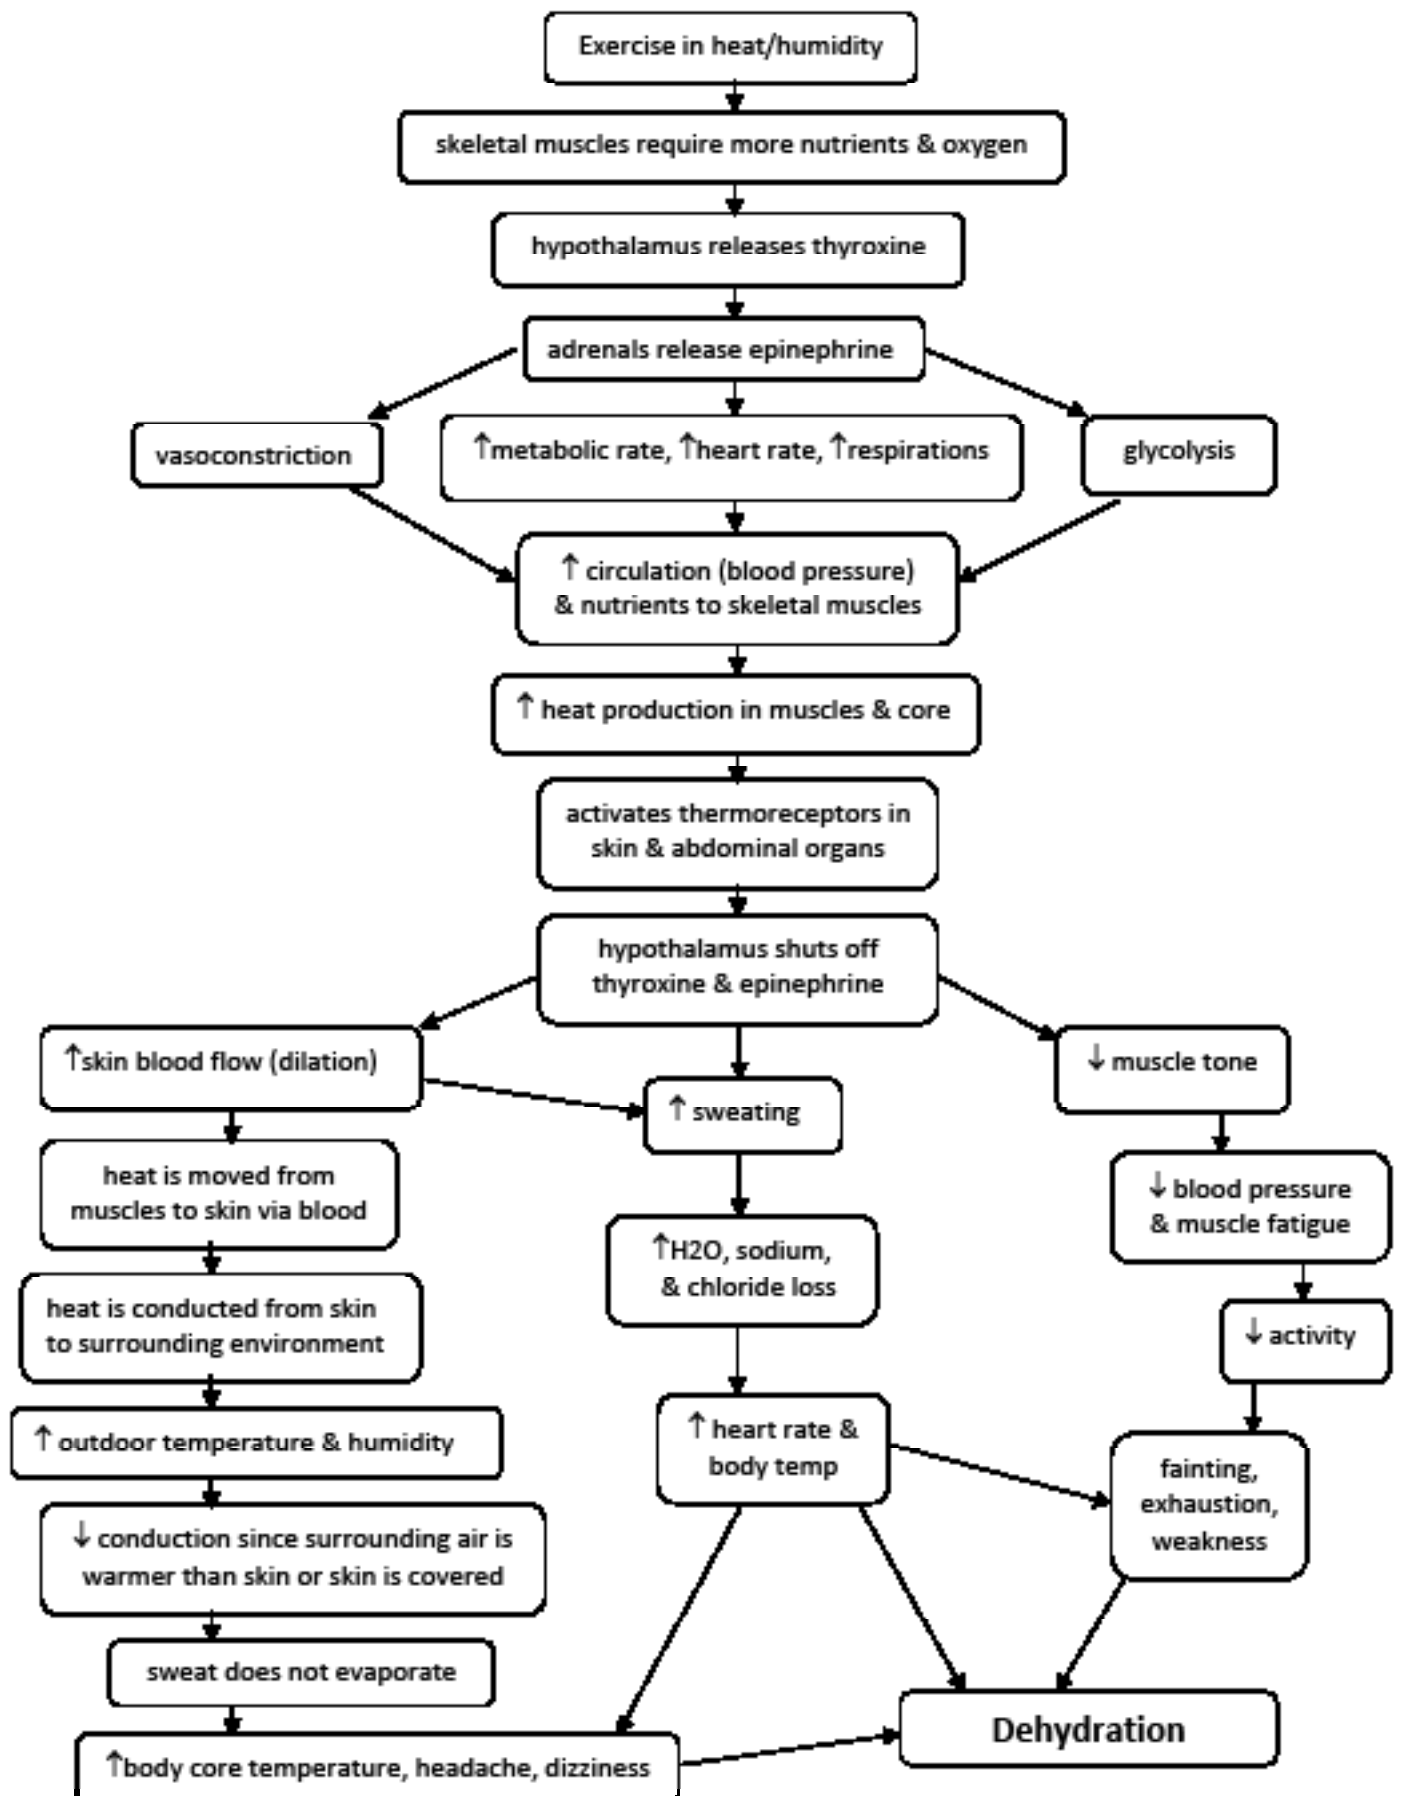 Exercise in heat/humidity
skeletal muscles require more nutrients & oxygen
hypothalamus releases thyroxine
adrenals release epinephrine
vasoconstriction
↑metabolic rate, ↑heart rate, ↑respirations
glycolysis
↑ circulation (blood pressure)
& nutrients to skeletal muscles
↑ heat production in muscles & core
activates thermoreceptors in
skin & abdominal organs
hypothalamus shuts off
thyroxine & epinephrine
↑skin blood flow (dilation)
↑ sweating
↓ muscle tone
heat is moved from
muscles to skin via blood
↓ blood pressure
& muscle fatigue
↑H2O, sodium,
& chloride loss
heat is conducted from skin
to surrounding environment
↓ activity
↑ outdoor temperature & humidity
↑ heart rate &
body temp
fainting,
exhaustion,
weakness
↓ conduction since surrounding air is
warmer than skin or skin is covered
sweat does not evaporate
Dehydration
↑body core temperature, headache, dizziness